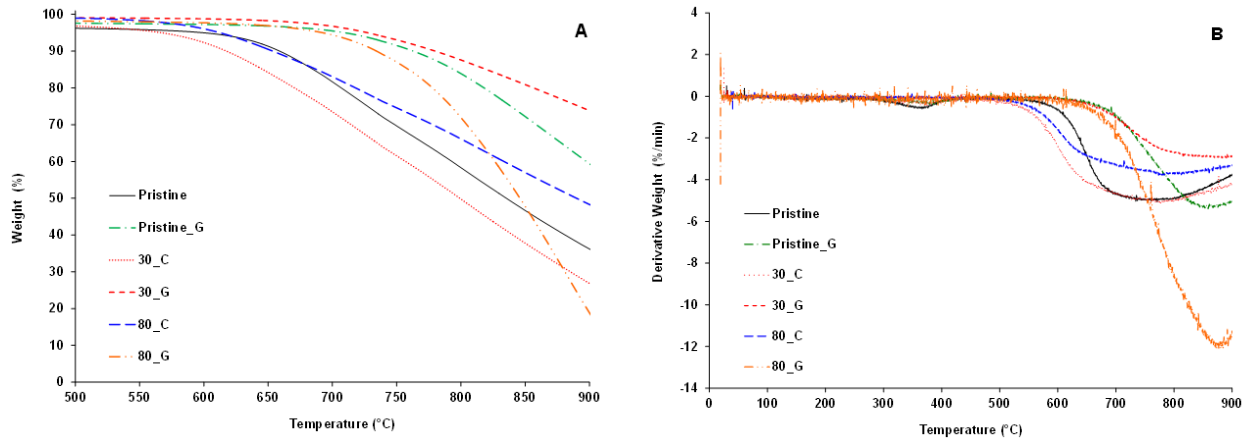 A
100
90
80
70
60
50
40
30
20
10
0
Weight (%)
Pristine
Pristine_G
30_C
30_G
80_C
80_G
500 550 600 650 700 750 800 850 900
Temperature (°C)
B
4
2
0
-2
-4
-6
-8
-10
-12
-14
Derivative Weight (%/min)
Pristine
Pristine_G
30_C
30_G
80_C
80_G
0 100 200 300 400 500 600 700 800 900
Temperature (°C)